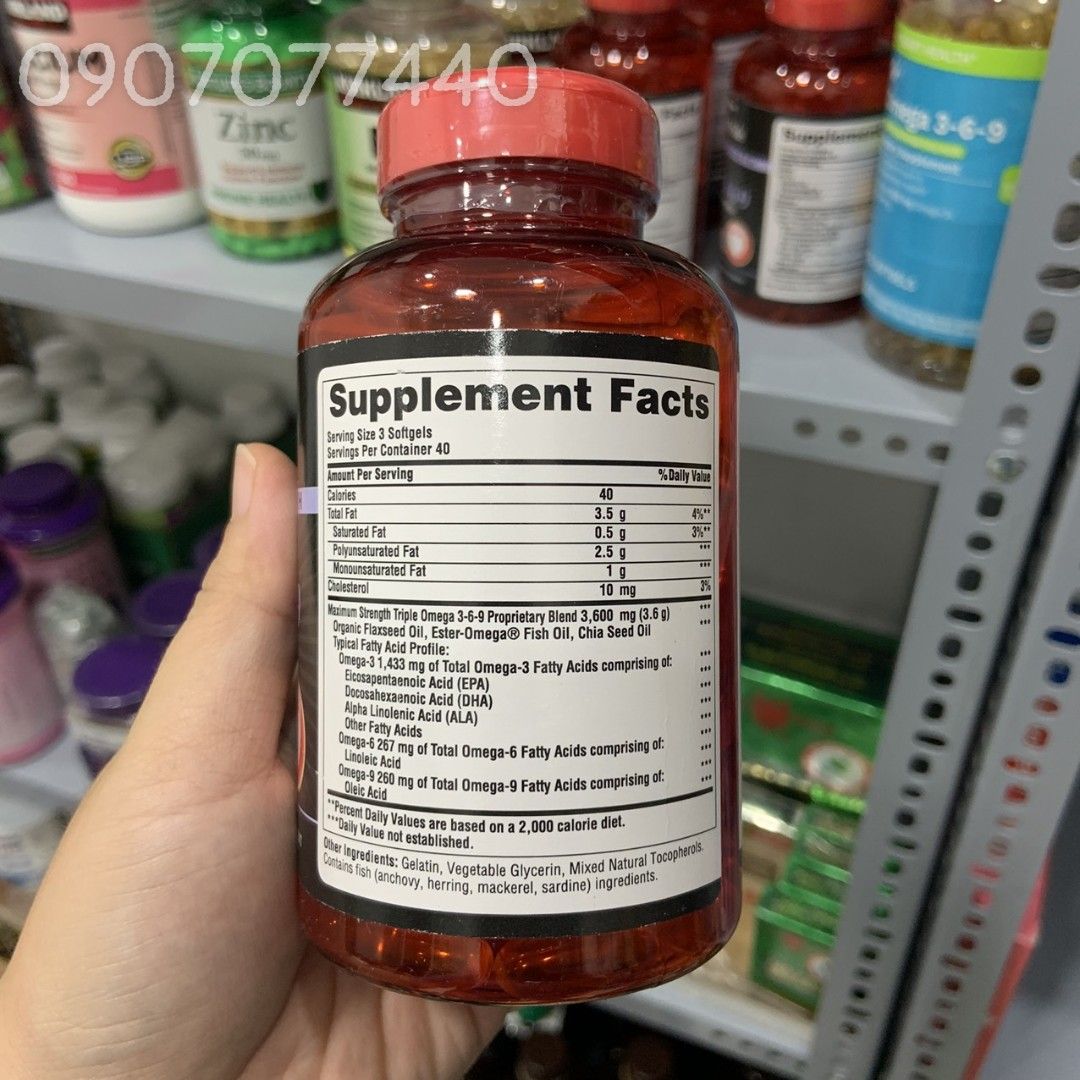 0907077440
Zinc
Supplement
3-6-9
Supplement Facts
Serving Size 3 Softgels
Servings Per Container 40
Amount Per Serving %Daily Value
Calories 40
Total Fat 3.5 g 4%**
Saturated Fat 0.5 g 3%**
Polyunsaturated Fat 2.5 g ***
Monounsaturated Fat 1 g ***
Cholesterol 10 mg 3%
Maximum Strength Triple Omega 3-6-9 Proprietary Blend 3,600 mg (3.6 g) ***
Organic Flaxseed Oil, Ester-Omega® Fish Oil, Chia Seed Oil ***
Typical Fatty Acid Profile:
Omega-3 1,433 mg of Total Omega-3 Fatty Acids comprising of: ***
Eicosapentaenoic Acid (EPA) ***
Docosahexaenoic Acid (DHA) ***
Alpha Linolenic Acid (ALA) ***
Other Fatty Acids ***
Omega-6 267 mg of Total Omega-6 Fatty Acids comprising of: ***
Linoleic Acid ***
Omega-9 260 mg of Total Omega-9 Fatty Acids comprising of: ***
Oleic Acid
**Percent Daily Values are based on a 2,000 calorie diet.
***Daily Value not established.
Other Ingredients: Gelatin, Vegetable Glycerin, Mixed Natural Tocopherols.
Contains fish (anchovy, herring, mackerel, sardine) ingredients.